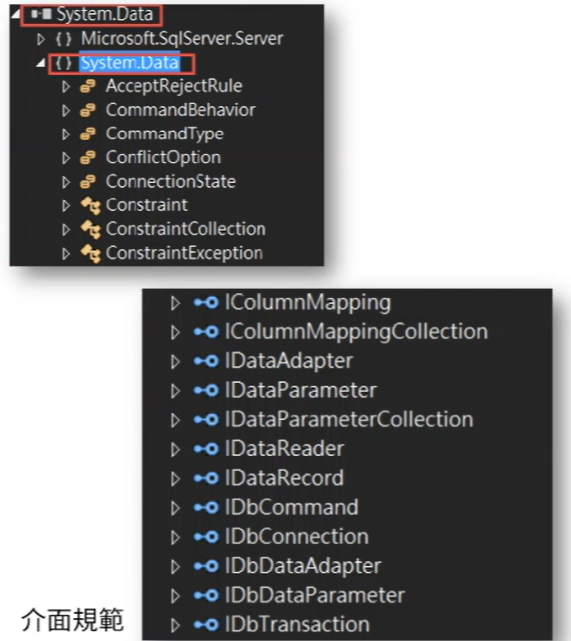 System.Data
{ } Microsoft.SqlServer.Server
{ } System.Data
AcceptRejectRule
CommandBehavior
CommandType
ConflictOption
ConnectionState
Constraint
ConstraintCollection
ConstraintException
IColumnMapping
IColumnMappingCollection
IDataAdapter
IDataParameter
IDataParameterCollection
IDataReader
IDataRecord
IDbCommand
IDbConnection
IDbDataAdapter
IDbDataParameter
IDbTransaction
介面規範